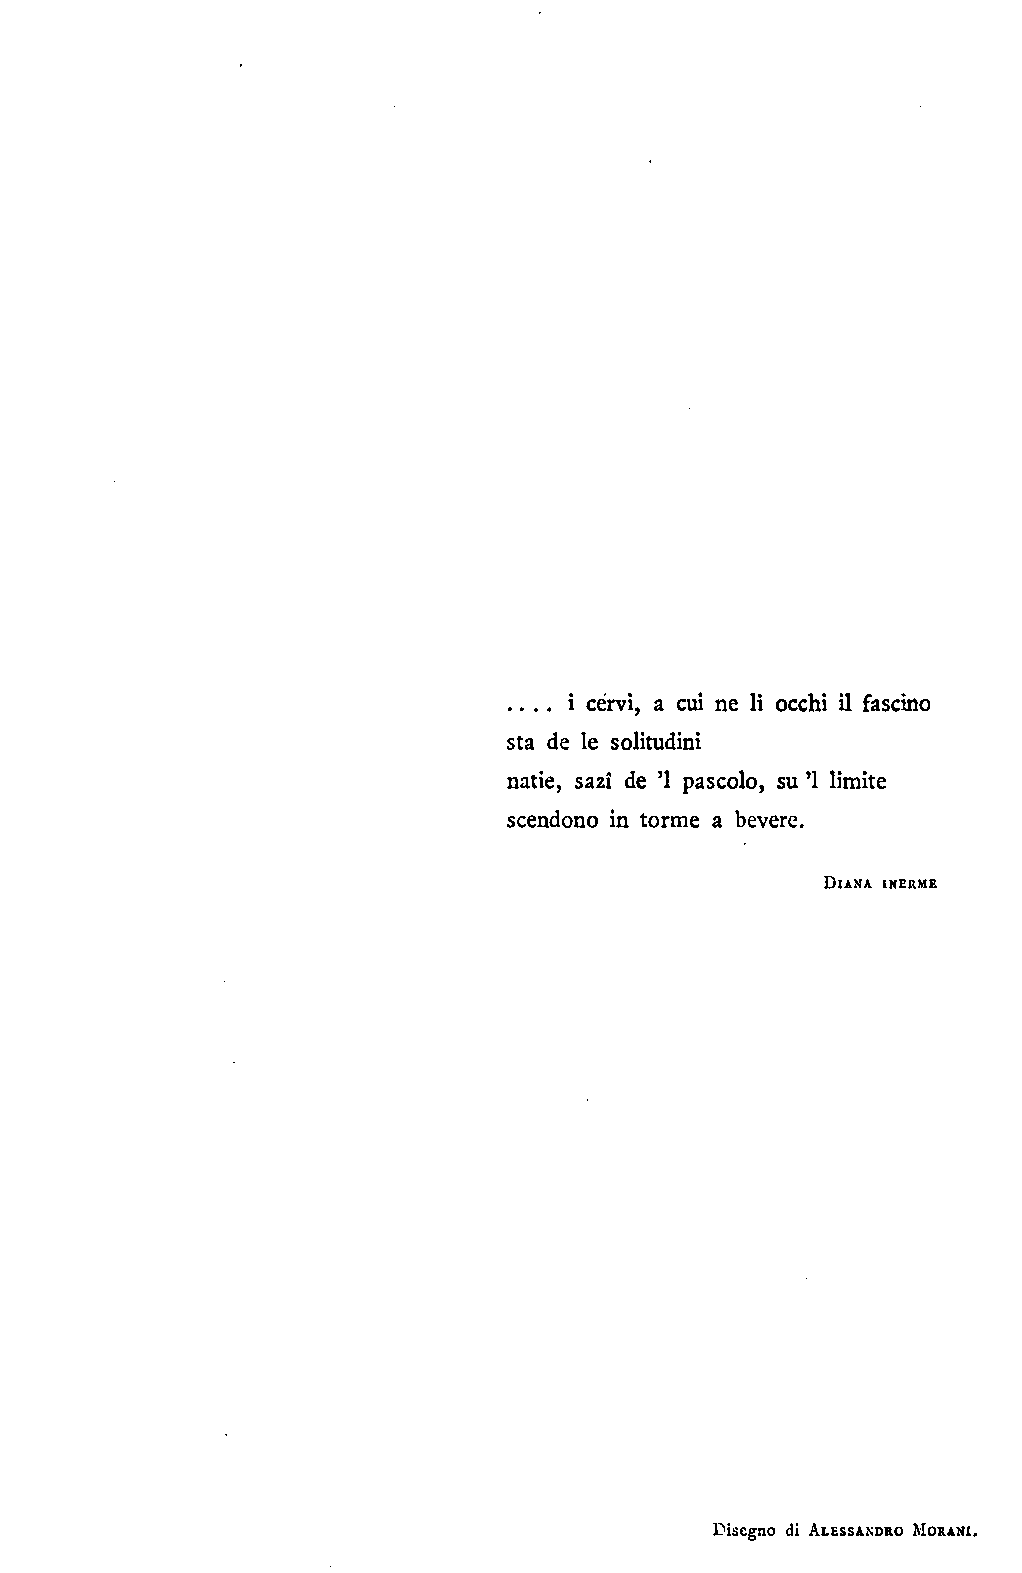 .... i cérvi, a cui ne li occhi il fascino
sta de le solitudini
natie, sazî de 'l pascolo, su 'l limite
scendono in torme a bevere.
DIANA INERME
Disegno di ALESSANDRO MORANI.